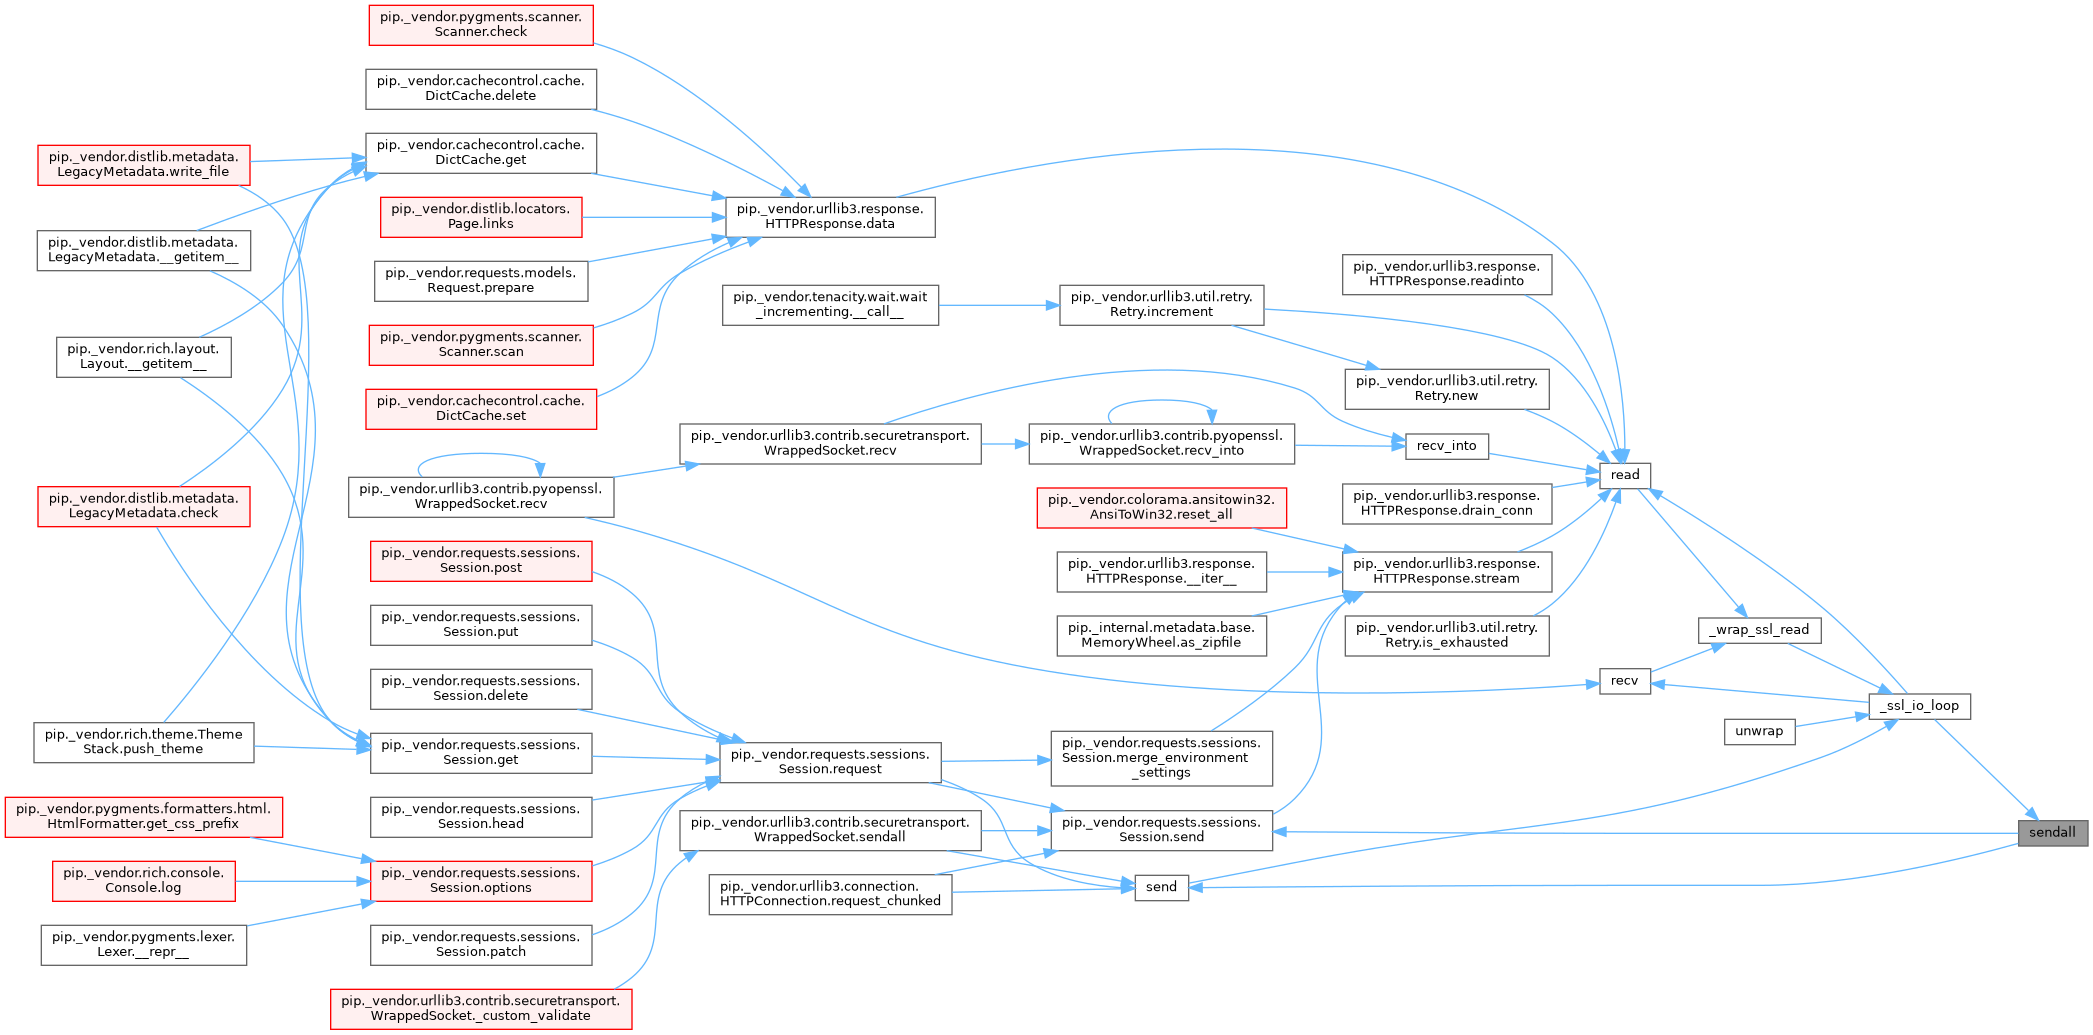 pip._vendor.pygments.scanner.
Scanner.check
pip._vendor.cachecontrol.cache.
DictCache.delete
pip._vendor.cachecontrol.cache.
DictCache.get
pip._vendor.distlib.metadata.
LegacyMetadata.write_file
pip._vendor.distlib.locators.
Page.links
pip._vendor.urllib3.response.
HTTPResponse.data
pip._vendor.distlib.metadata.
LegacyMetadata.__getitem__
pip._vendor.requests.models.
Request.prepare
pip._vendor.urllib3.response.
HTTPResponse.readinto
pip._vendor.tenacity.wait.wait
_incrementing.__call__
pip._vendor.urllib3.util.retry.
Retry.increment
pip._vendor.rich.layout.
Layout.__getitem__
pip._vendor.pygments.scanner.
Scanner.scan
pip._vendor.urllib3.util.retry.
Retry.new
pip._vendor.cachecontrol.cache.
DictCache.set
pip._vendor.urllib3.contrib.securetransport.
WrappedSocket.recv
pip._vendor.urllib3.contrib.pyopenssl.
WrappedSocket.recv_into
recv_into
read
pip._vendor.distlib.metadata.
LegacyMetadata.check
pip._vendor.urllib3.contrib.pyopenssl.
WrappedSocket.recv
pip._vendor.colorama.ansitowin32.
AnsiToWin32.reset_all
pip._vendor.urllib3.response.
HTTPResponse.drain_conn
pip._vendor.requests.sessions.
Session.post
pip._vendor.urllib3.response.
HTTPResponse.__iter__
pip._vendor.urllib3.response.
HTTPResponse.stream
pip._vendor.requests.sessions.
Session.put
pip._internal.metadata.base.
MemoryWheel.as_zipfile
pip._vendor.urllib3.util.retry.
Retry.is_exhausted
_wrap_ssl_read
pip._vendor.requests.sessions.
Session.delete
recv
_ssl_io_loop
unwrap
pip._vendor.rich.theme.Theme
Stack.push_theme
pip._vendor.requests.sessions.
Session.get
pip._vendor.requests.sessions.
Session.request
pip._vendor.requests.sessions.
Session.merge_environment
_settings
pip._vendor.pygments.formatters.html.
HtmlFormatter.get_css_prefix
pip._vendor.requests.sessions.
Session.head
pip._vendor.urllib3.contrib.securetransport.
WrappedSocket.sendall
pip._vendor.requests.sessions.
Session.send
sendall
pip._vendor.rich.console.
Console.log
pip._vendor.requests.sessions.
Session.options
pip._vendor.urllib3.connection.
HTTPConnection.request_chunked
send
pip._vendor.pygments.lexer.
Lexer.__repr__
pip._vendor.requests.sessions.
Session.patch
pip._vendor.urllib3.contrib.securetransport.
WrappedSocket._custom_validate